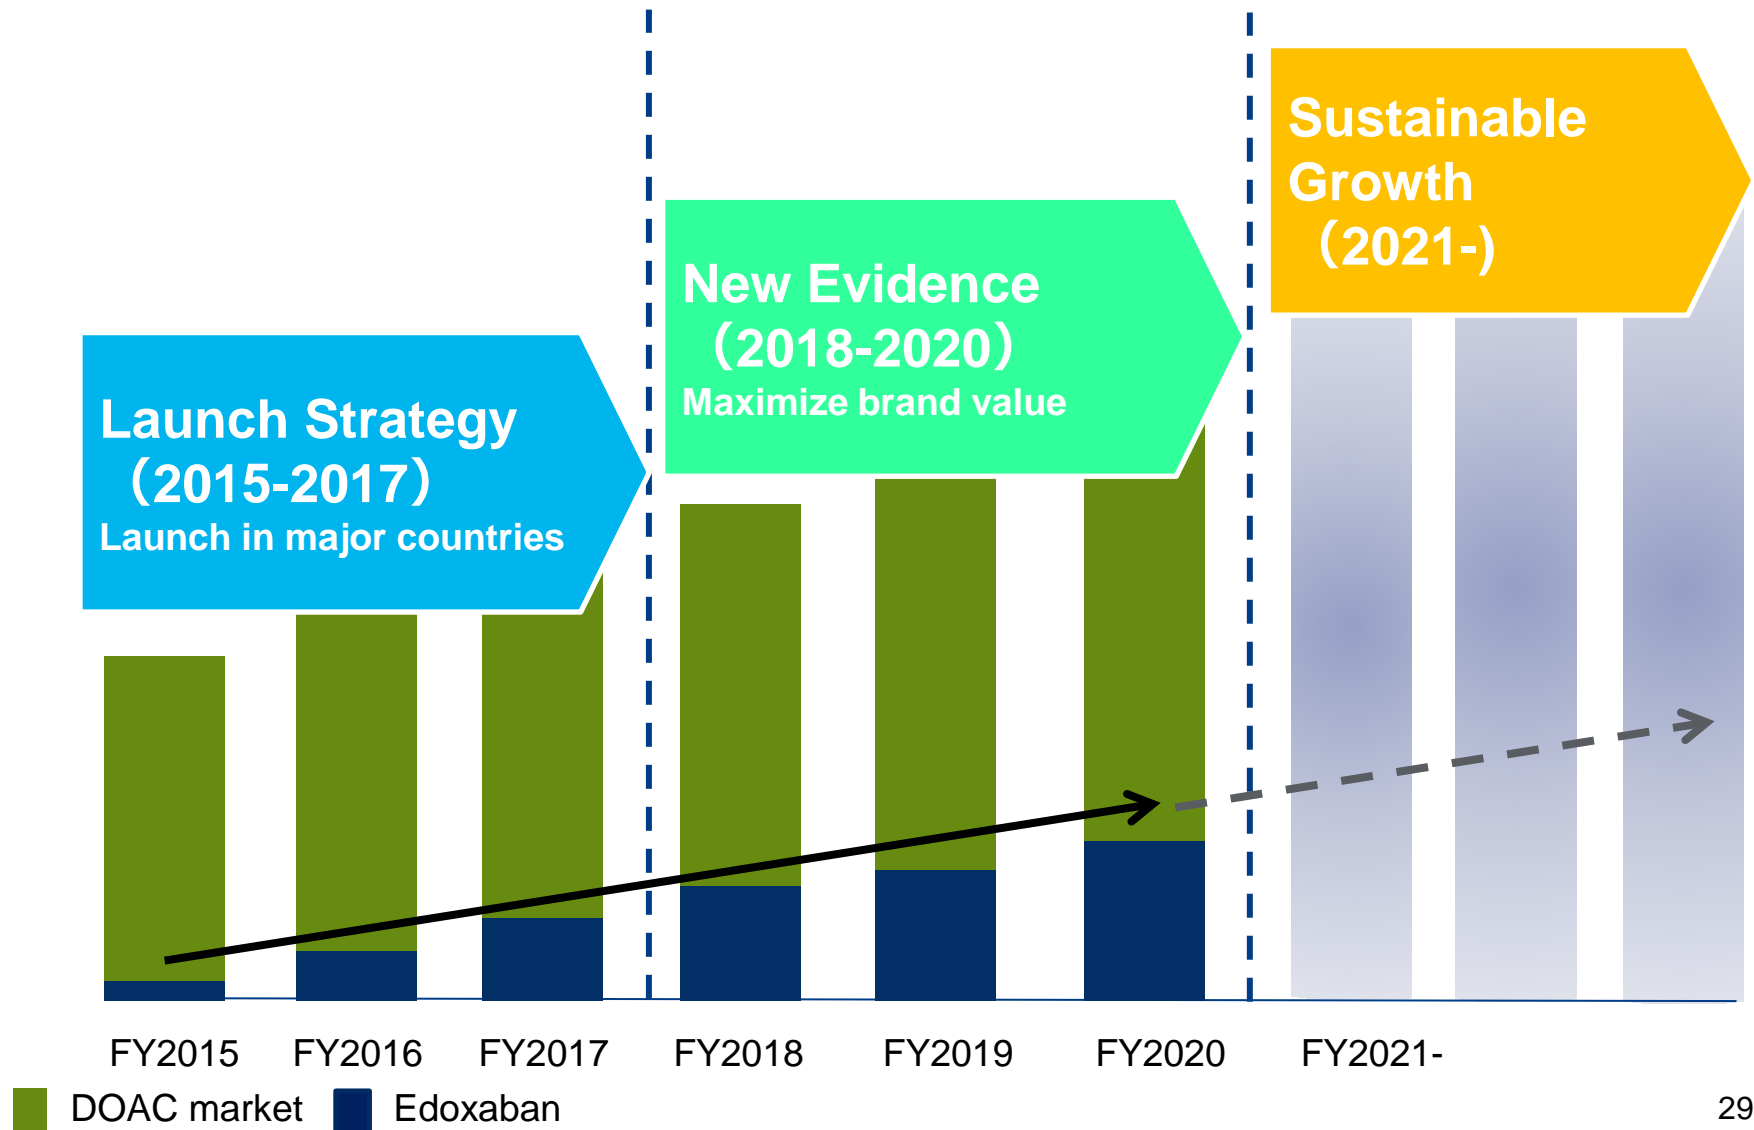 Sustainable
Growth
（2021-)
New Evidence
（2018-2020）
Maximize brand value
Launch Strategy
（2015-2017）
Launch in major countries
FY2015 FY2016 FY2017 FY2018 FY2019 FY2020 FY2021-
DOAC market Edoxaban
29